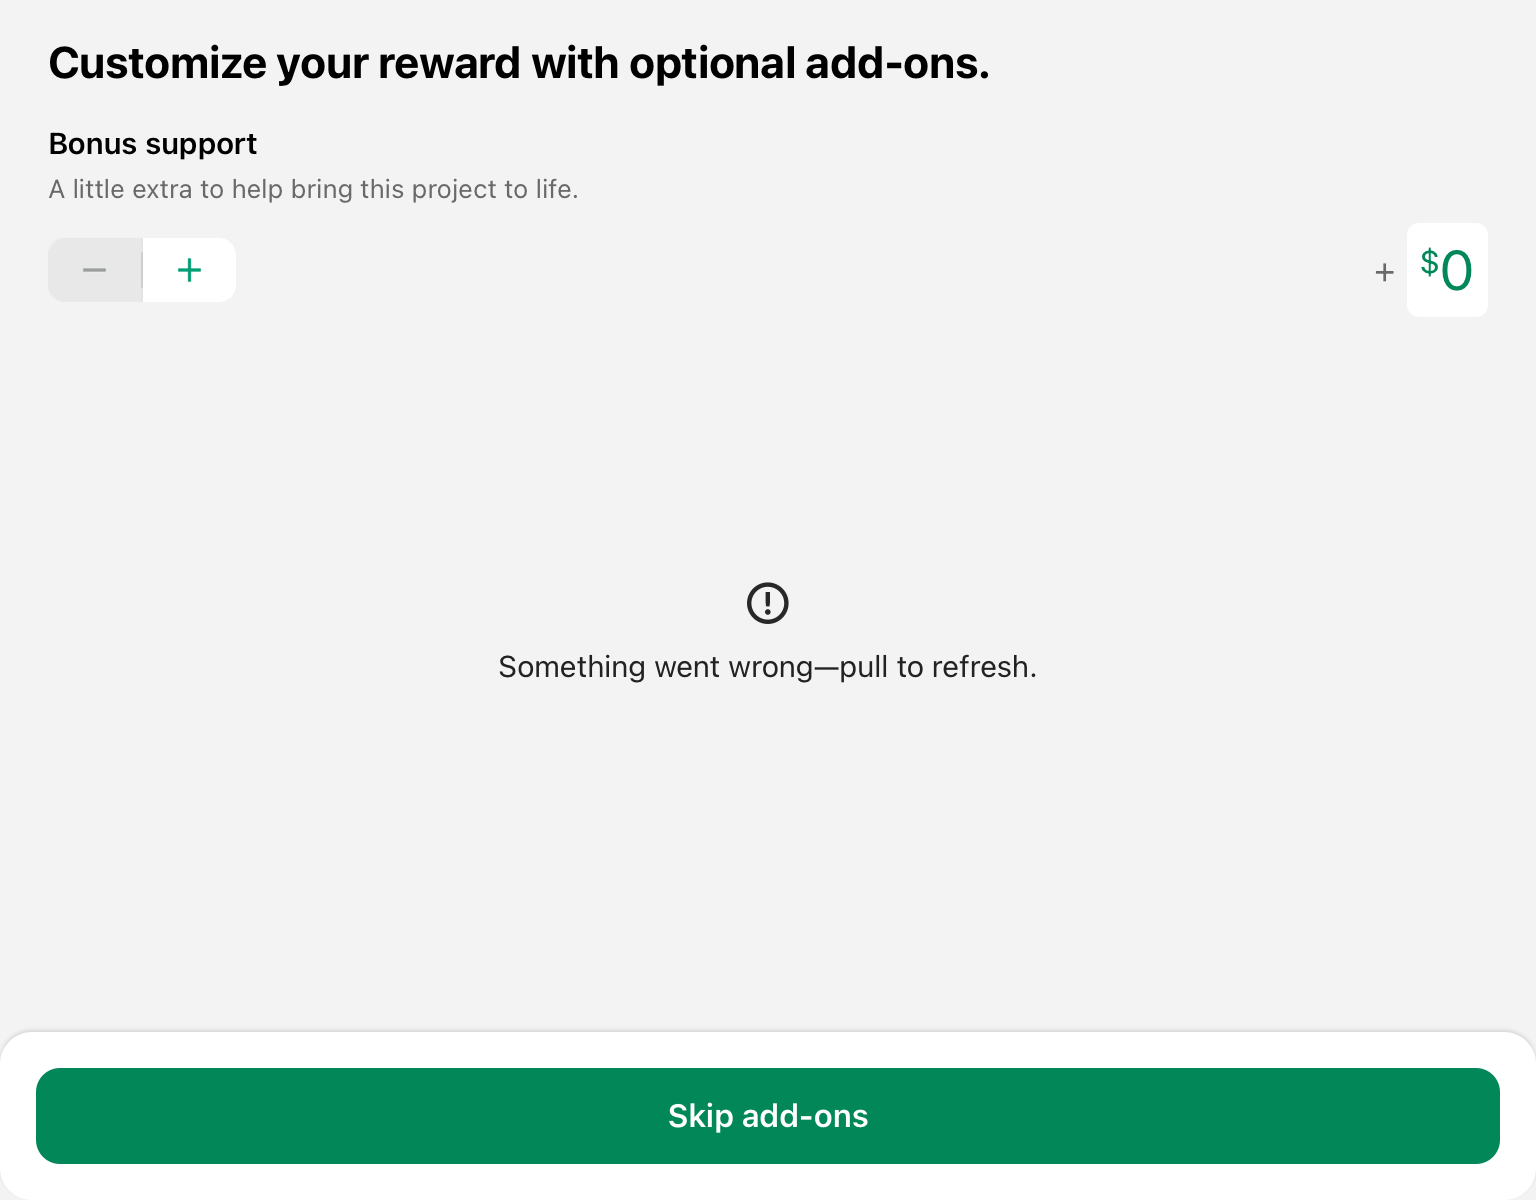 Customize your reward with optional add-ons.
Bonus support
A little extra to help bring this project to life.
− +
+ $0
Something went wrong—pull to refresh.
Skip add-ons